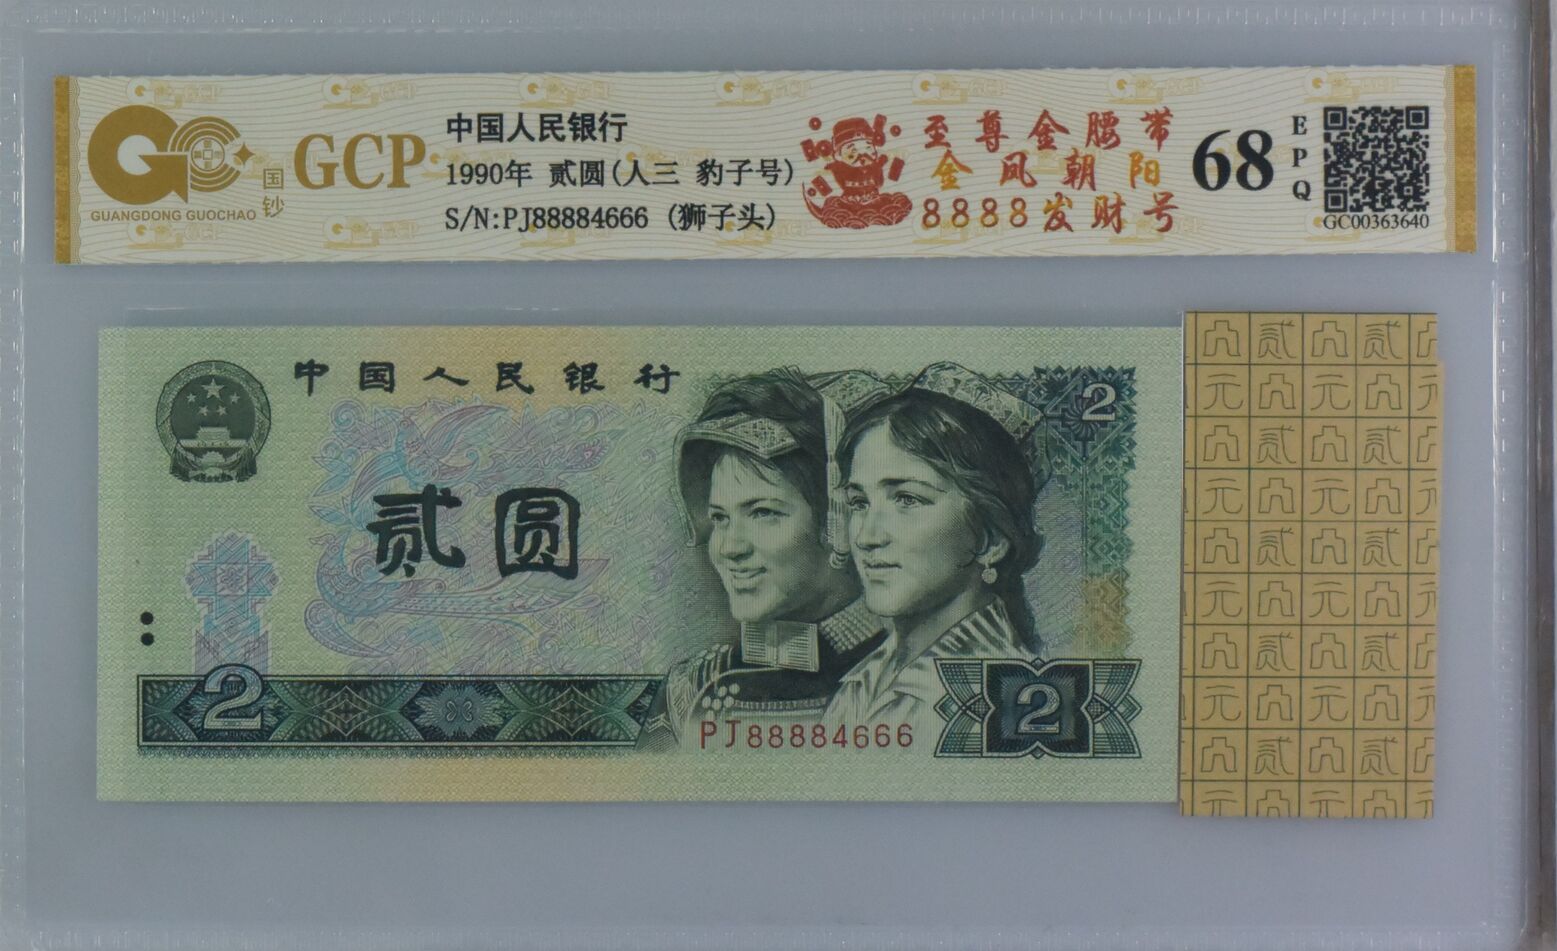 GUANGDONG GUOCHAO
国钞
GCP
中国人民银行
1990年 贰圆(人三 豹子号)
S/N:PJ88884666 (狮子头)
至尊金腰带
金凤朝阳
8888发财号
68
EPQ
GC00363640
中国人民银行
2
贰圆
2
PJ88884666
2